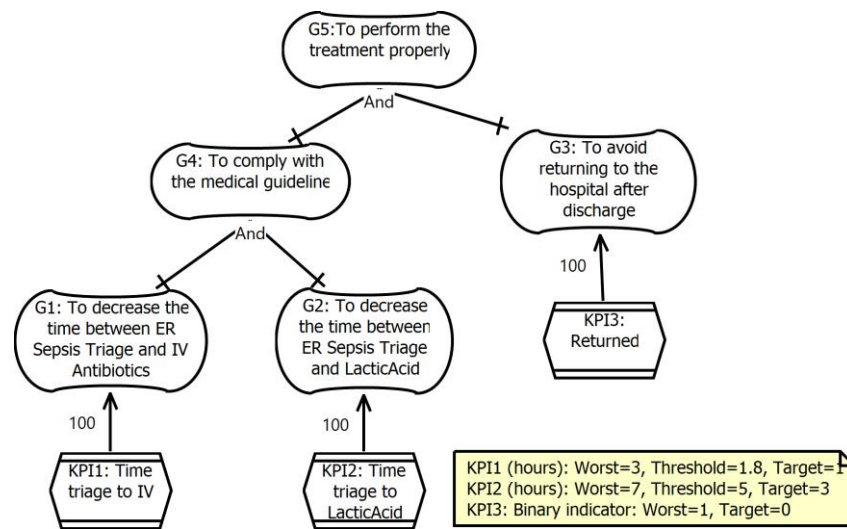 G5:To perform the
treatment properly
And
G4: To comply with
the medical guideline
G3: To avoid
returning to the
hospital after
discharge
And
100
G1: To decrease the
time between ER
Sepsis Triage and IV
Antibiotics
G2: To decrease
the time between
ER Sepsis Triage
and LacticAcid
KPI3:
Returned
100
100
KPI1: Time
triage to IV
KPI2: Time
triage to
LacticAcid
KPI1 (hours): Worst=3, Threshold=1.8, Target=1
KPI2 (hours): Worst=7, Threshold=5, Target=3
KPI3: Binary indicator: Worst=1, Target=0